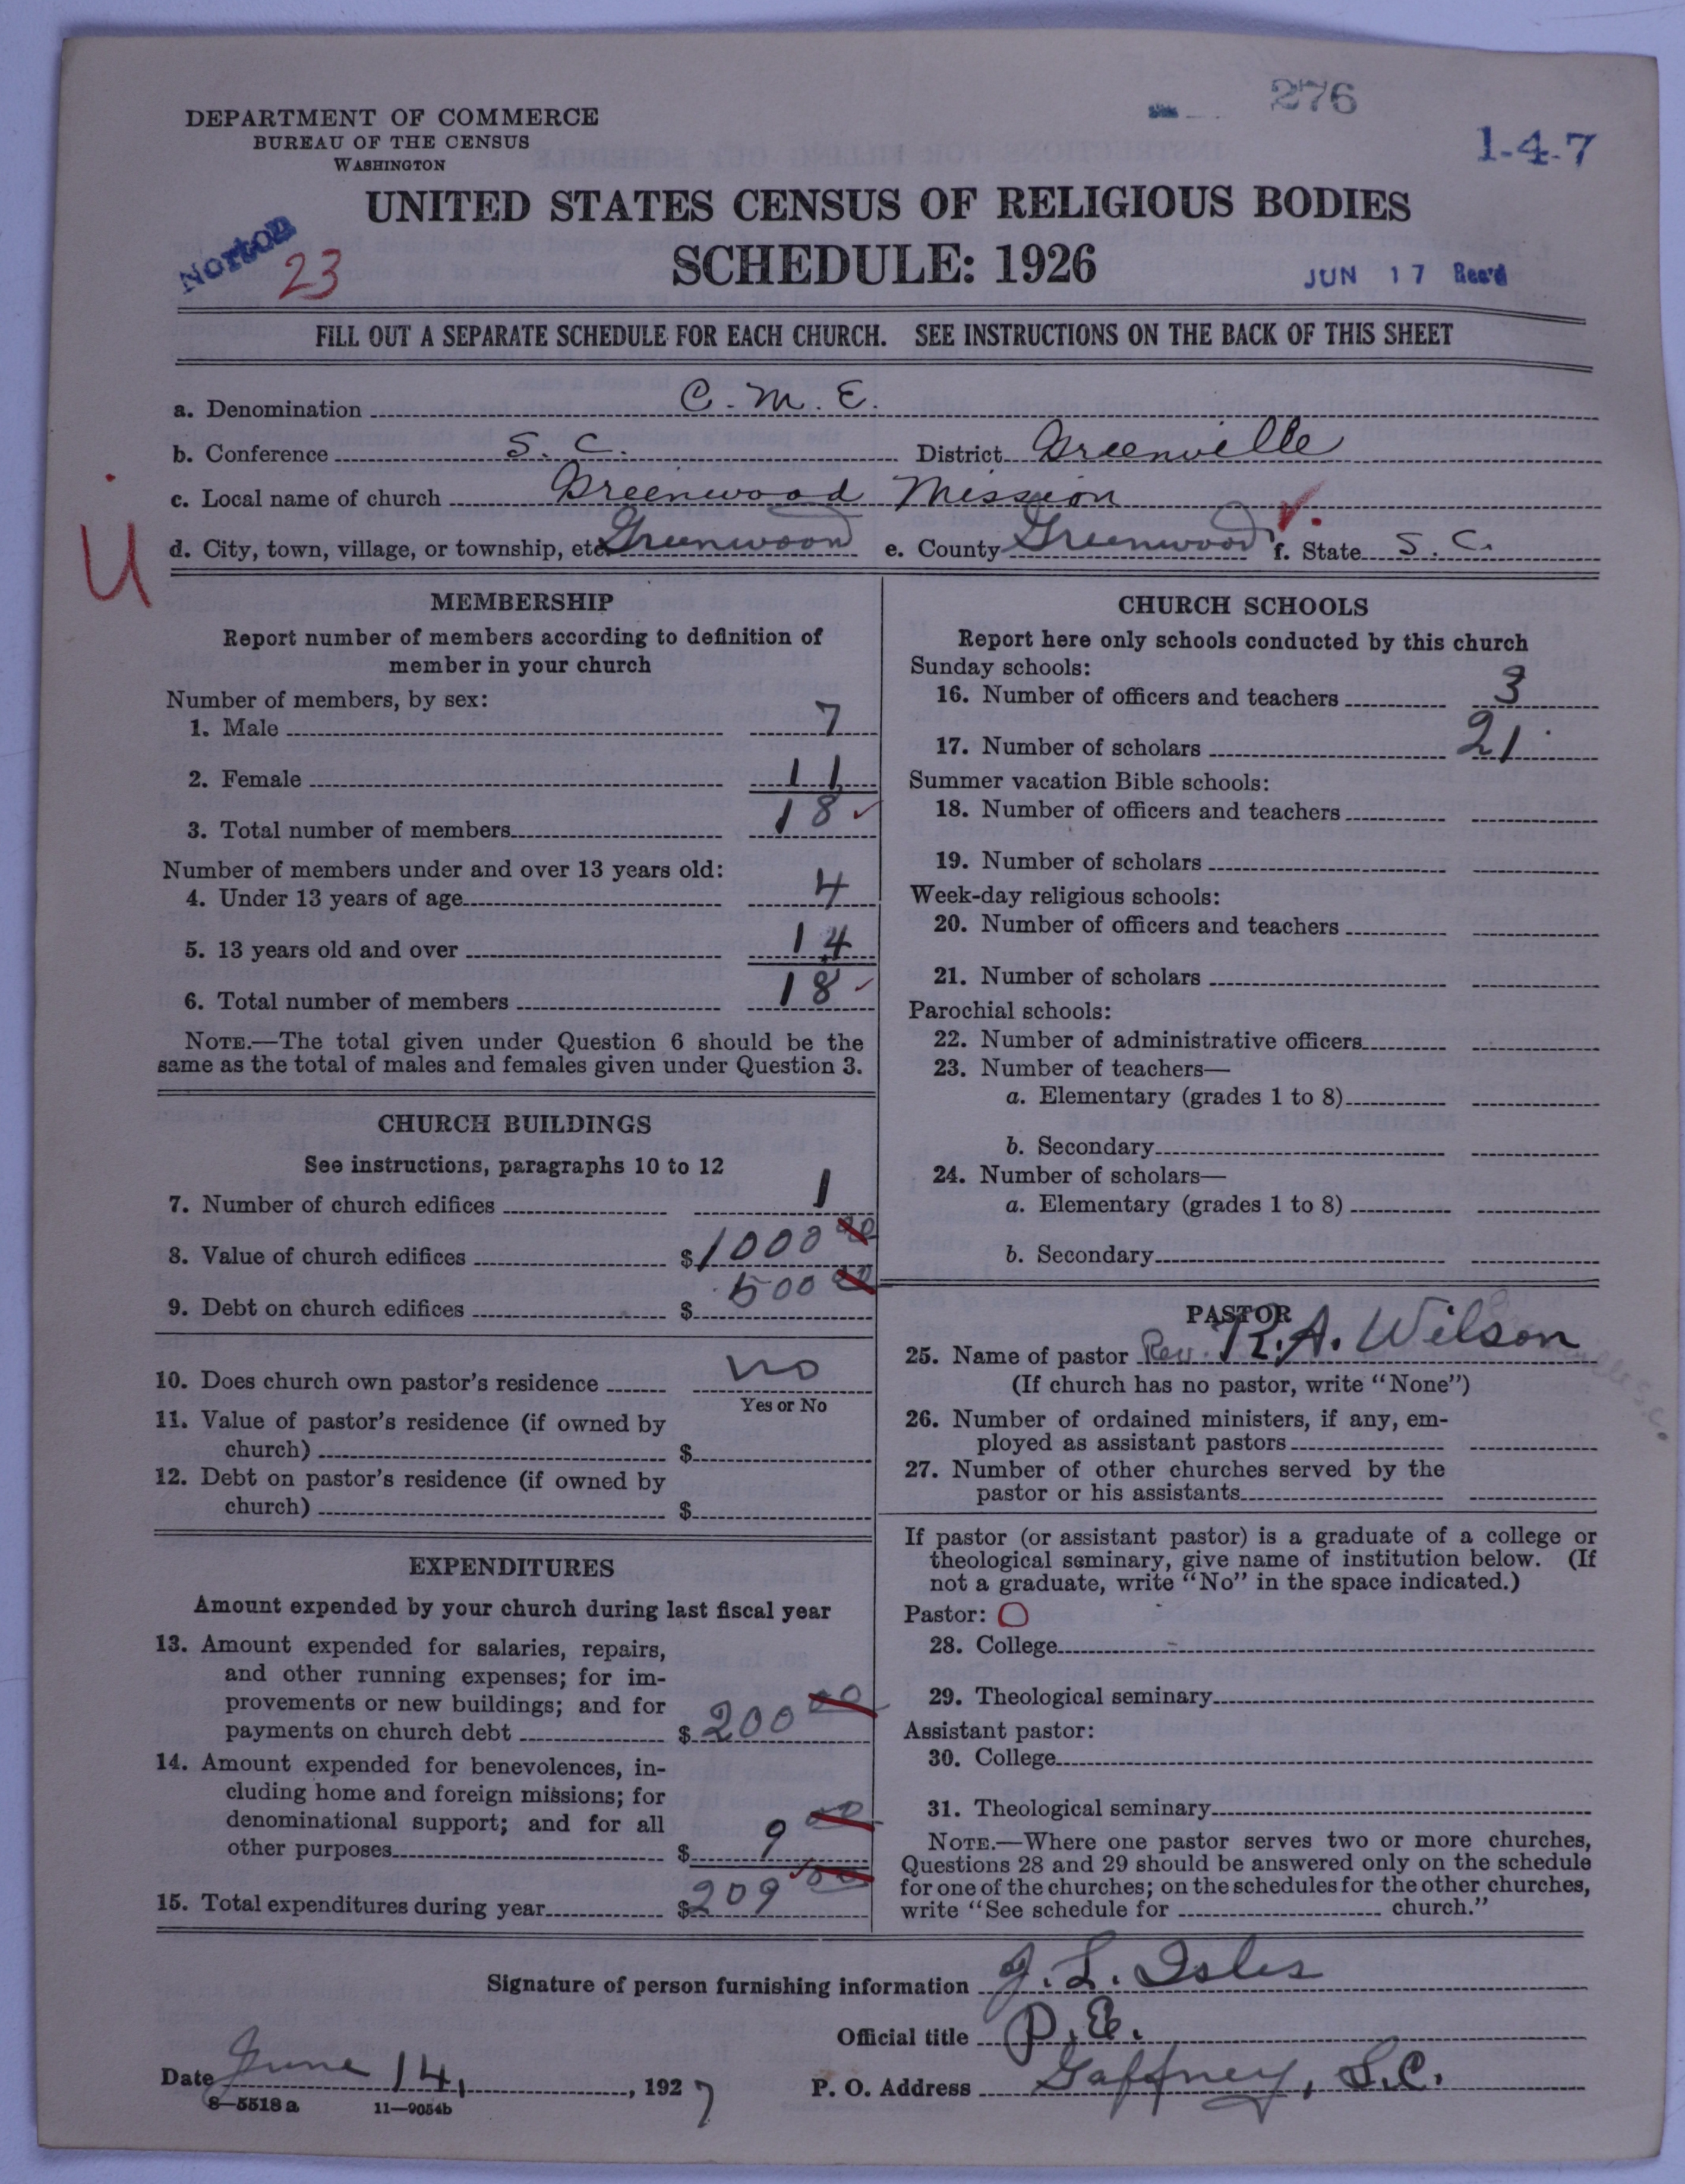 276
DEPARTMENT OF COMMERCE
BUREAU OF THE CENSUS
WASHINGTON
1-4-7
UNITED STATES CENSUS OF RELIGIOUS BODIES
SCHEDULE: 1926
Norton
23
JUN 17 Rec'd
FILL OUT A SEPARATE SCHEDULE FOR EACH CHURCH. SEE INSTRUCTIONS ON THE BACK OF THIS SHEET
a. Denomination C. M. E.
b. Conference S. C. District Greenville
c. Local name of church Greenwood Mission
d. City, town, village, or township, etc. Greenwood e. County Greenwood f. State S. C.
U
MEMBERSHIP
Report number of members according to definition of
member in your church
Number of members, by sex:
1. Male 7
2. Female 11
3. Total number of members 18
Number of members under and over 13 years old:
4. Under 13 years of age 4
5. 13 years old and over 14
6. Total number of members 18
NOTE.—The total given under Question 6 should be the
same as the total of males and females given under Question 3.
CHURCH BUILDINGS
See instructions, paragraphs 10 to 12
7. Number of church edifices 1
8. Value of church edifices $1000 00
9. Debt on church edifices $ 500 00
10. Does church own pastor's residence no
Yes or No
11. Value of pastor's residence (if owned by
church) $
12. Debt on pastor's residence (if owned by
church) $
EXPENDITURES
Amount expended by your church during last fiscal year
13. Amount expended for salaries, repairs,
and other running expenses; for im-
provements or new buildings; and for
payments on church debt $ 200 00
14. Amount expended for benevolences, in-
cluding home and foreign missions; for
denominational support; and for all
other purposes $ 9 00
15. Total expenditures during year $209 00
CHURCH SCHOOLS
Report here only schools conducted by this church
Sunday schools:
16. Number of officers and teachers 3
17. Number of scholars 21
Summer vacation Bible schools:
18. Number of officers and teachers
19. Number of scholars
Week-day religious schools:
20. Number of officers and teachers
21. Number of scholars
Parochial schools:
22. Number of administrative officers
23. Number of teachers—
a. Elementary (grades 1 to 8)
b. Secondary
24. Number of scholars—
a. Elementary (grades 1 to 8)
b. Secondary
PASTOR
25. Name of pastor Rev. R. A. Wilson
(If church has no pastor, write "None")
26. Number of ordained ministers, if any, em-
ployed as assistant pastors
27. Number of other churches served by the
pastor or his assistants
If pastor (or assistant pastor) is a graduate of a college or
theological seminary, give name of institution below. (If
not a graduate, write "No" in the space indicated.)
Pastor: O
28. College
29. Theological seminary
Assistant pastor:
30. College
31. Theological seminary
NOTE.—Where one pastor serves two or more churches,
Questions 28 and 29 should be answered only on the schedule
for one of the churches; on the schedules for the other churches,
write "See schedule for church."
Signature of person furnishing information J. L. Isles
Official title P. E.
Date June 14, 1927 P. O. Address Gaffney, S.C.
8—5518a 11—9054b